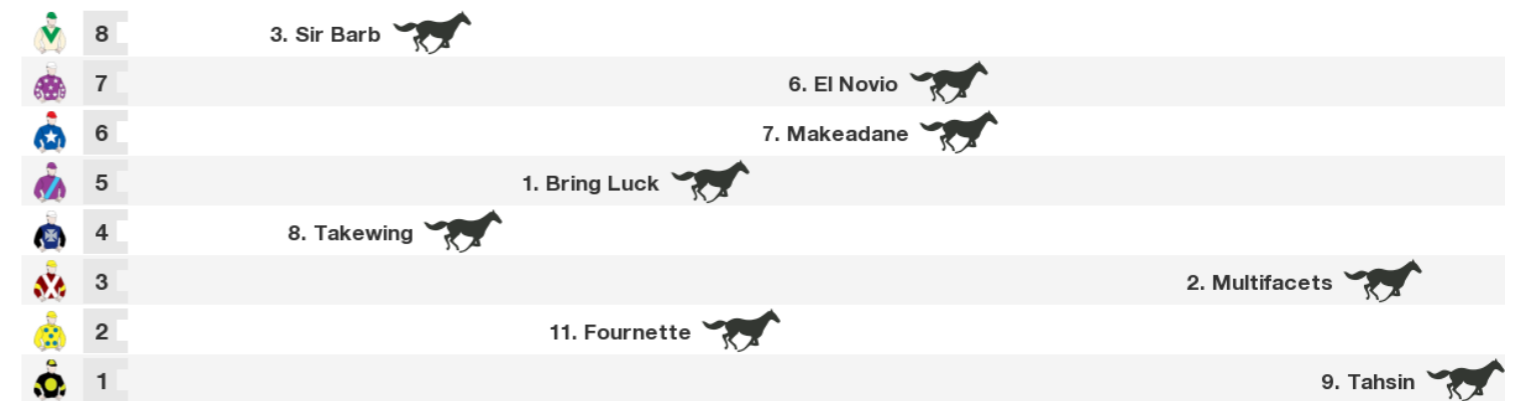 8 3. Sir Barb
7 6. El Novio
6 7. Makeadane
5 1. Bring Luck
4 8. Takewing
3 2. Multifacets
2 11. Fournette
1 9. Tahsin